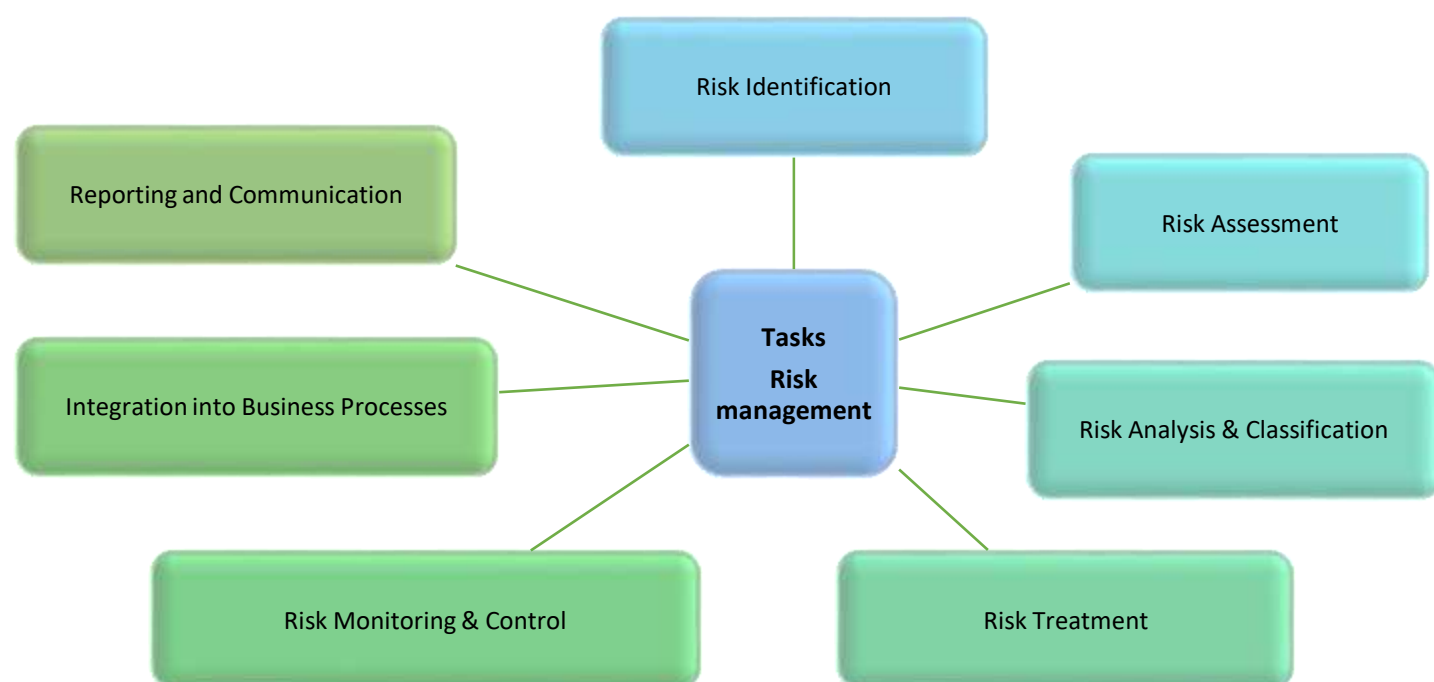 Risk Identification
Reporting and Communication
Risk Assessment
Tasks
Risk
management
Integration into Business Processes
Risk Analysis & Classification
Risk Monitoring & Control
Risk Treatment